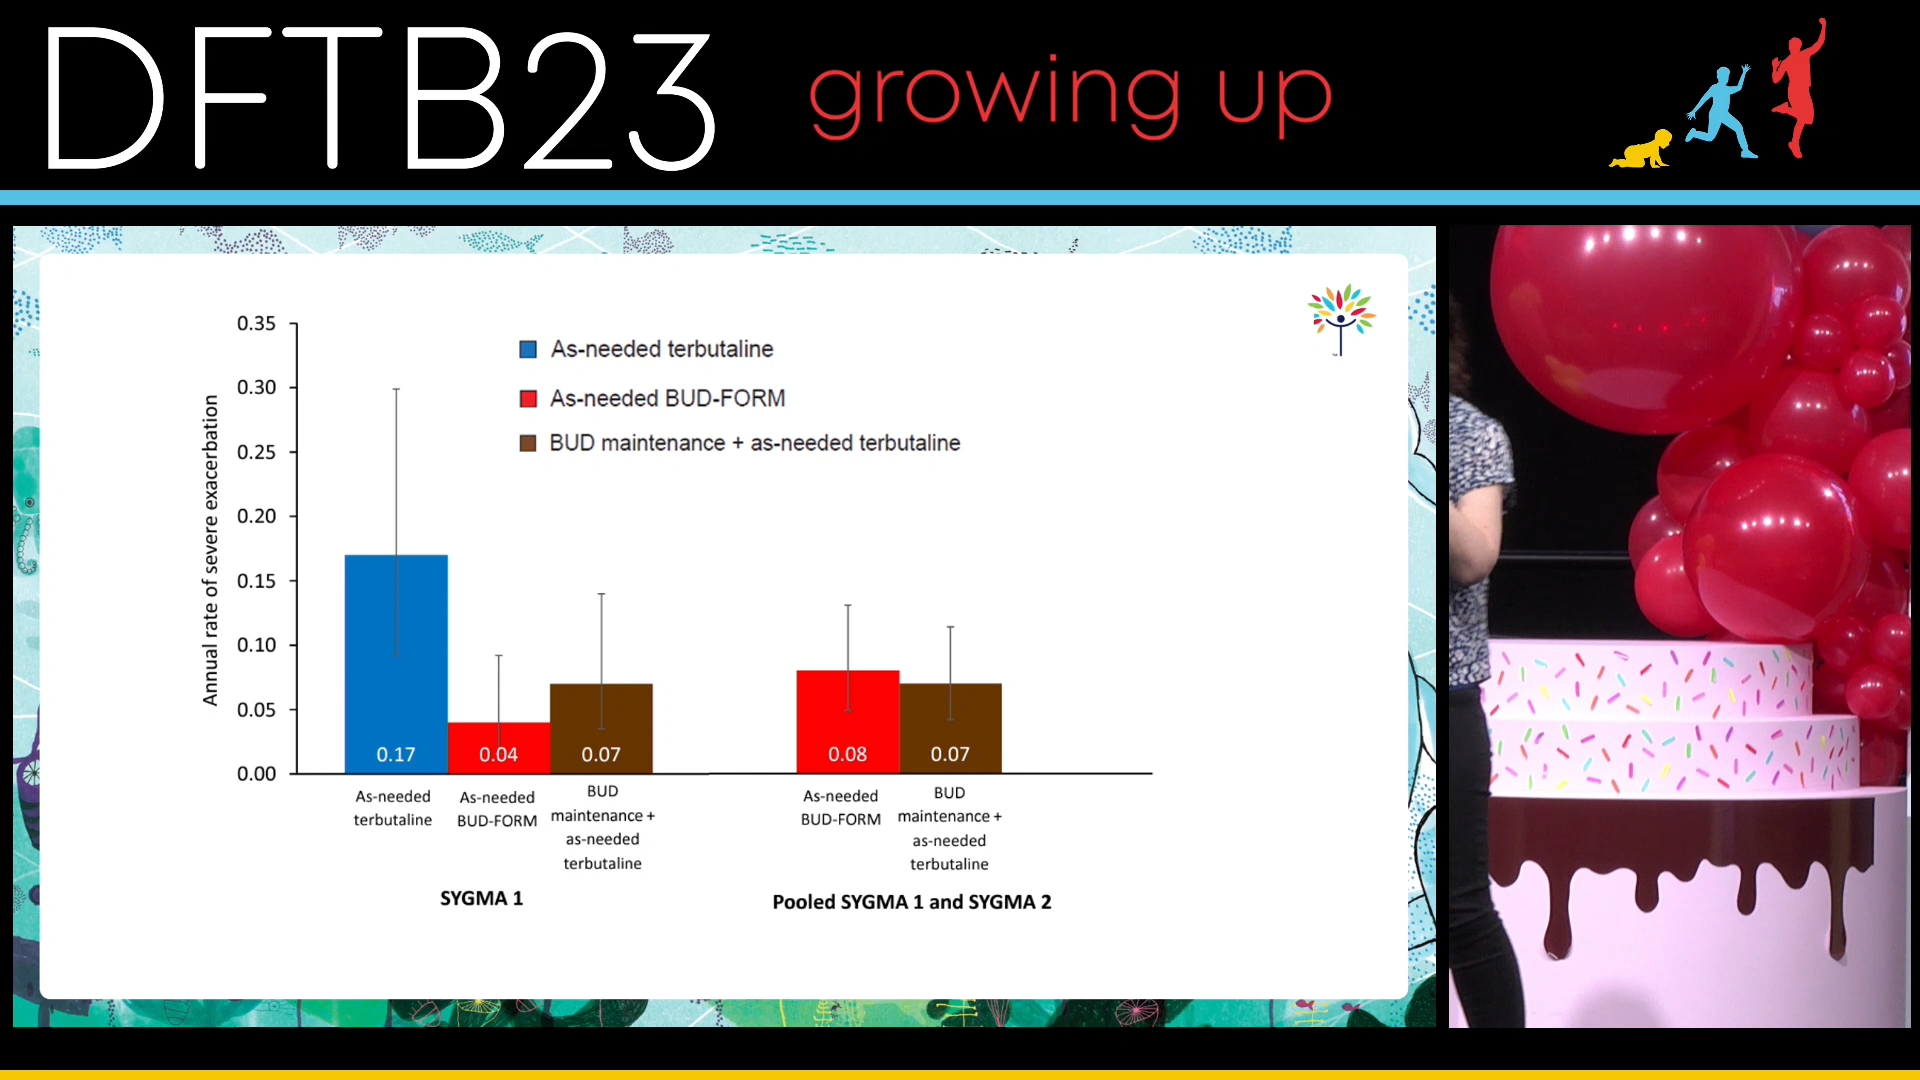 DFTB23 growing up
0.35
0.30
0.25
0.20
0.15
0.10
0.05
0.00
Annual rate of severe exacerbation
As-needed terbutaline
As-needed BUD-FORM
BUD maintenance + as-needed terbutaline
0.17
0.04
0.07
0.08
0.07
As-needed
terbutaline
As-needed
BUD-FORM
BUD
maintenance +
as-needed
terbutaline
As-needed
BUD-FORM
BUD
maintenance +
as-needed
terbutaline
SYGMA 1
Pooled SYGMA 1 and SYGMA 2